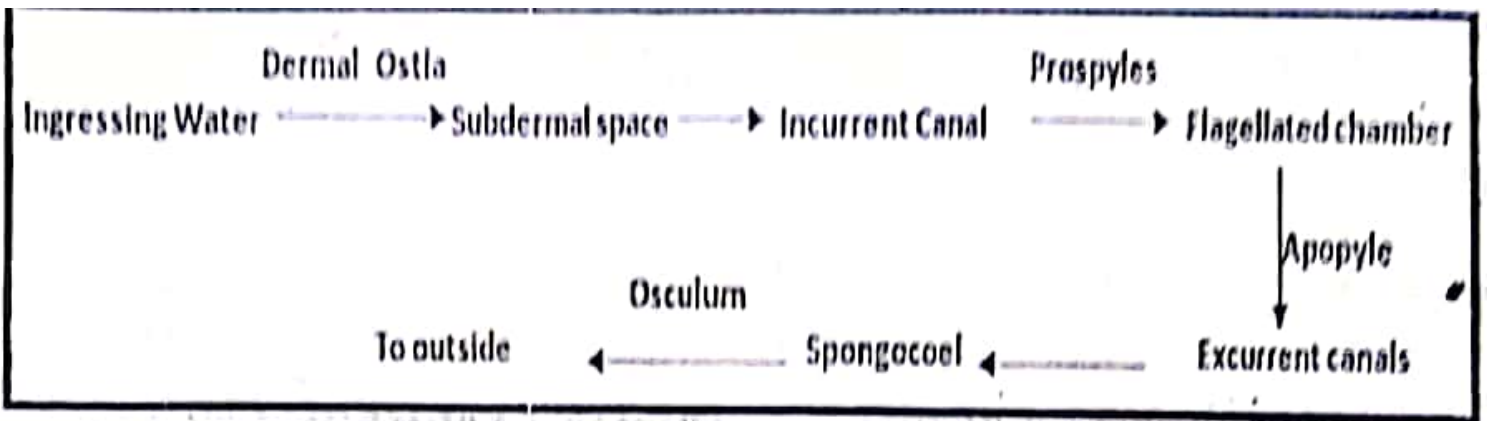 Dermal Ostia Prospyles
Ingressing Water Subdermal space Incurrent Canal Flagellated chamber
Apopyle
Osculum
To outside Spongocoel Excurrent canals